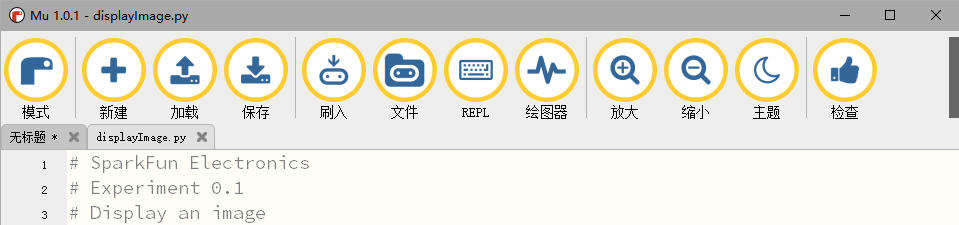 Mu 1.0.1 - displayImage.py
模式 新建 加载 保存 刷入 文件 REPL 绘图器 放大 缩小 主题 检查
无标题 * displayImage.py
1 # SparkFun Electronics
2 # Experiment 0.1
3 # Display an image